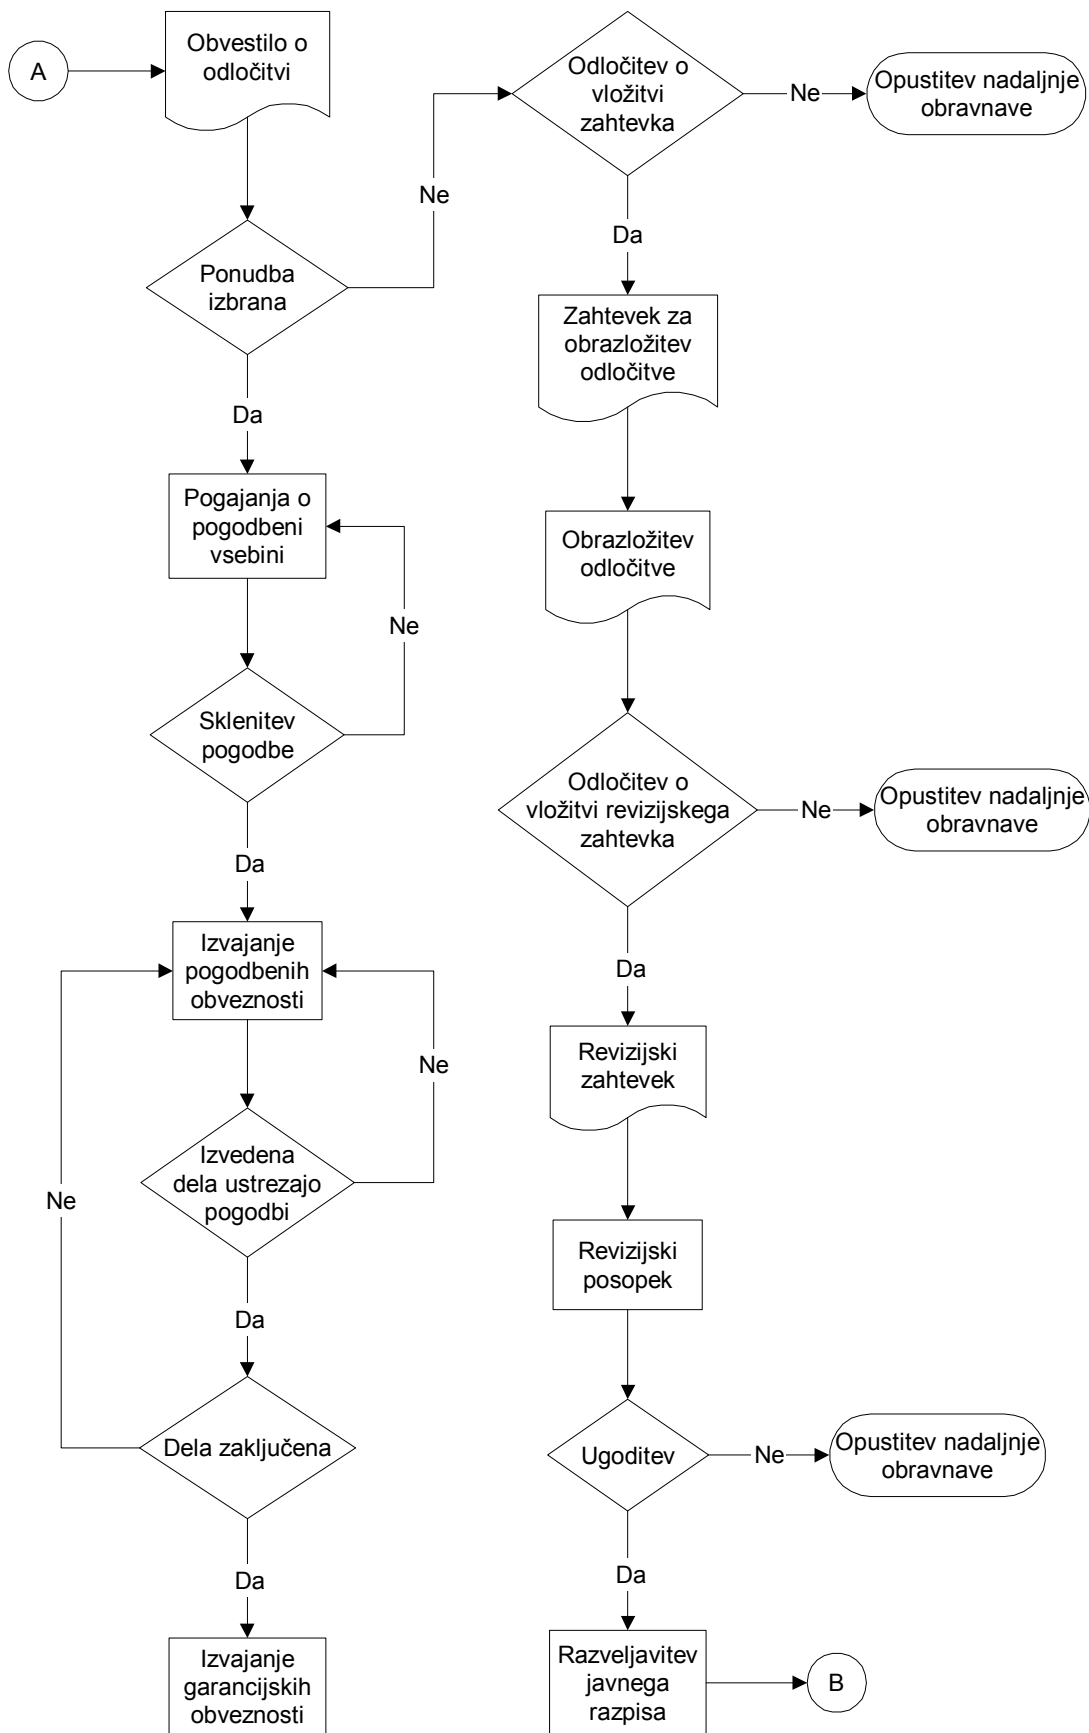 A
Obvestilo o
odločitvi
Ne
Ponudba
izbrana
Da
Pogajanja o
pogodbeni
vsebini
Ne
Sklenitev
pogodbe
Da
Izvajanje
pogodbenih
obveznosti
Ne
Izvedena
dela ustrezajo
pogodbi
Ne
Da
Dela zaključena
Da
Izvajanje
garancijskih
obveznosti
Odločitev o
vložitvi
zahtevka
Ne
Opustitev nadaljnje
obravnave
Da
Zahtevek za
obrazložitev
odločitve
Obrazložitev
odločitve
Odločitev o
vložitvi revizijskega
zahtevka
Ne
Opustitev nadaljnje
obravnave
Da
Revizijski
zahtevek
Revizijski
posopek
Ugoditev
Ne
Opustitev nadaljnje
obravnave
Da
Razveljavitev
javnega
razpisa
B